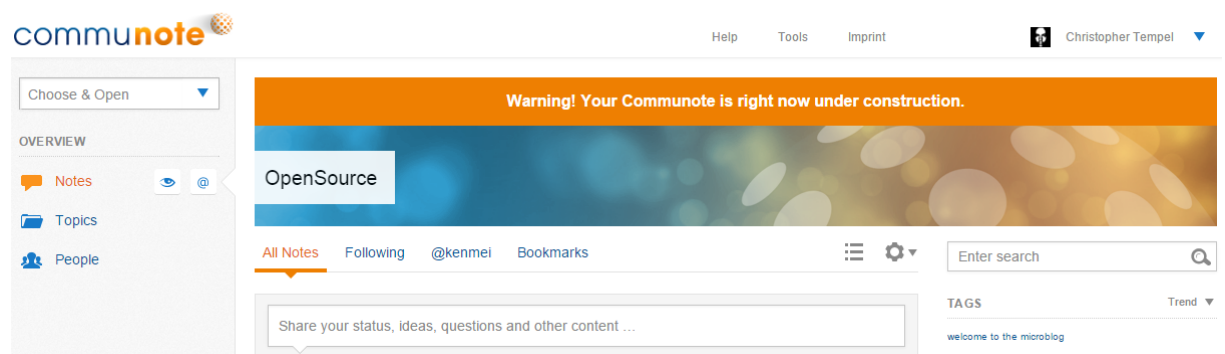 communote
Help Tools Imprint Christopher Tempel
Choose & Open
OVERVIEW
Notes @
Topics
People
Warning! Your Communote is right now under construction.
OpenSource
All Notes Following @kenmei Bookmarks
Share your status, ideas, questions and other content ...
Enter search
TAGS Trend
welcome to the microblog